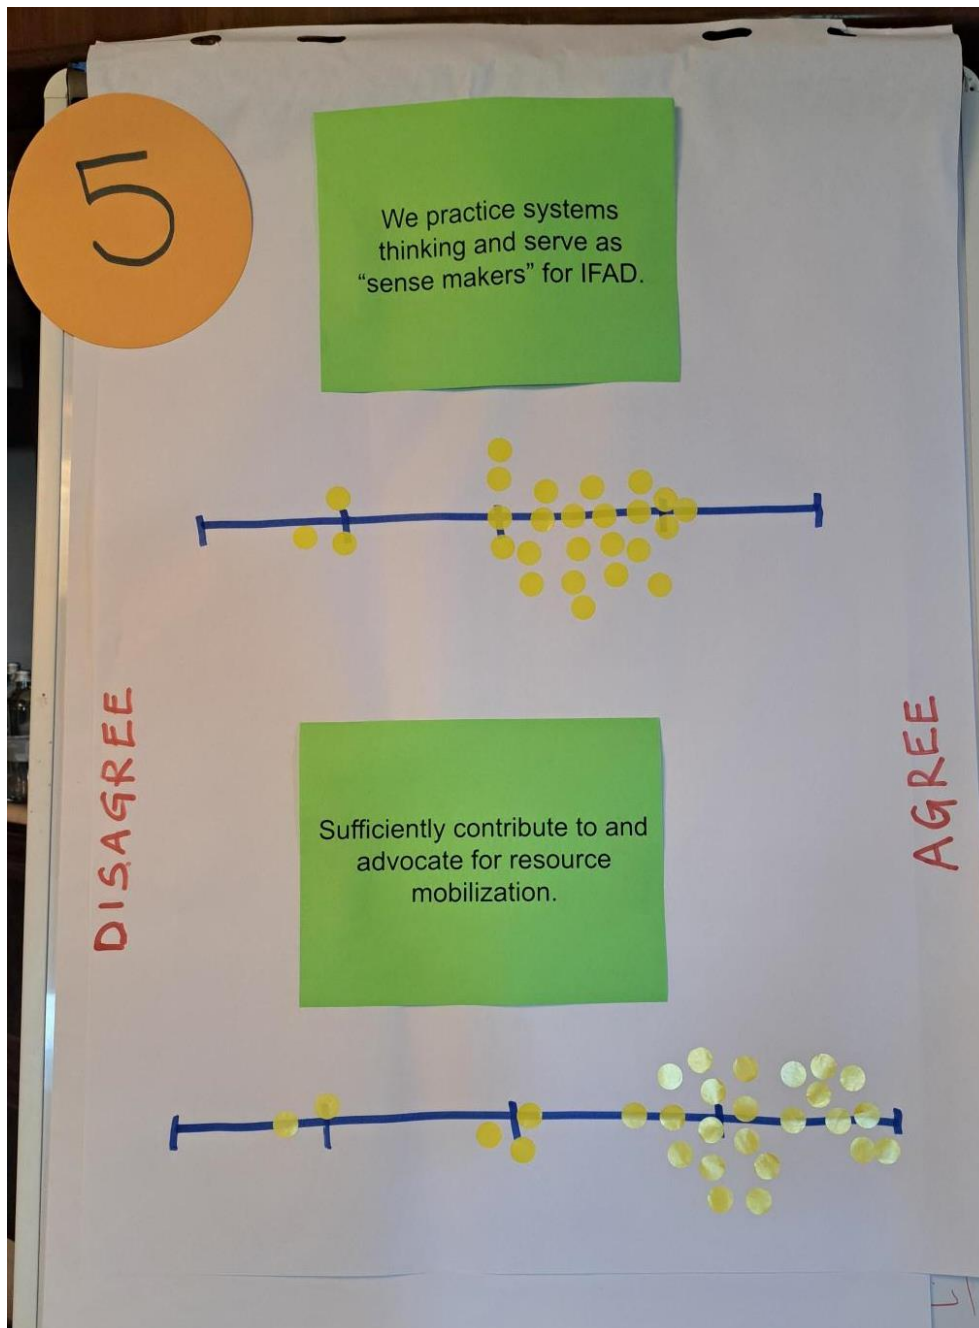 5
We practice systems
thinking and serve as
“sense makers” for IFAD.
DISAGREE
AGREE
Sufficiently contribute to and
advocate for resource
mobilization.